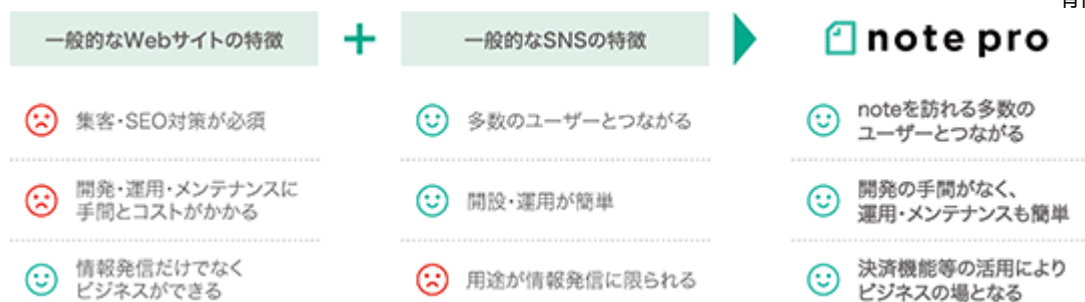 一般的なWebサイトの特徴
+
一般的なSNSの特徴
note pro
集客・SEO対策が必須
多数のユーザーとつながる
noteを訪れる多数の
ユーザーとつながる
開発・運用・メンテナンスに
手間とコストがかかる
開設・運用が簡単
開発の手間がなく、
運用・メンテナンスも簡単
情報発信だけでなく
ビジネスができる
用途が情報発信に限られる
決済機能等の活用により
ビジネスの場となる